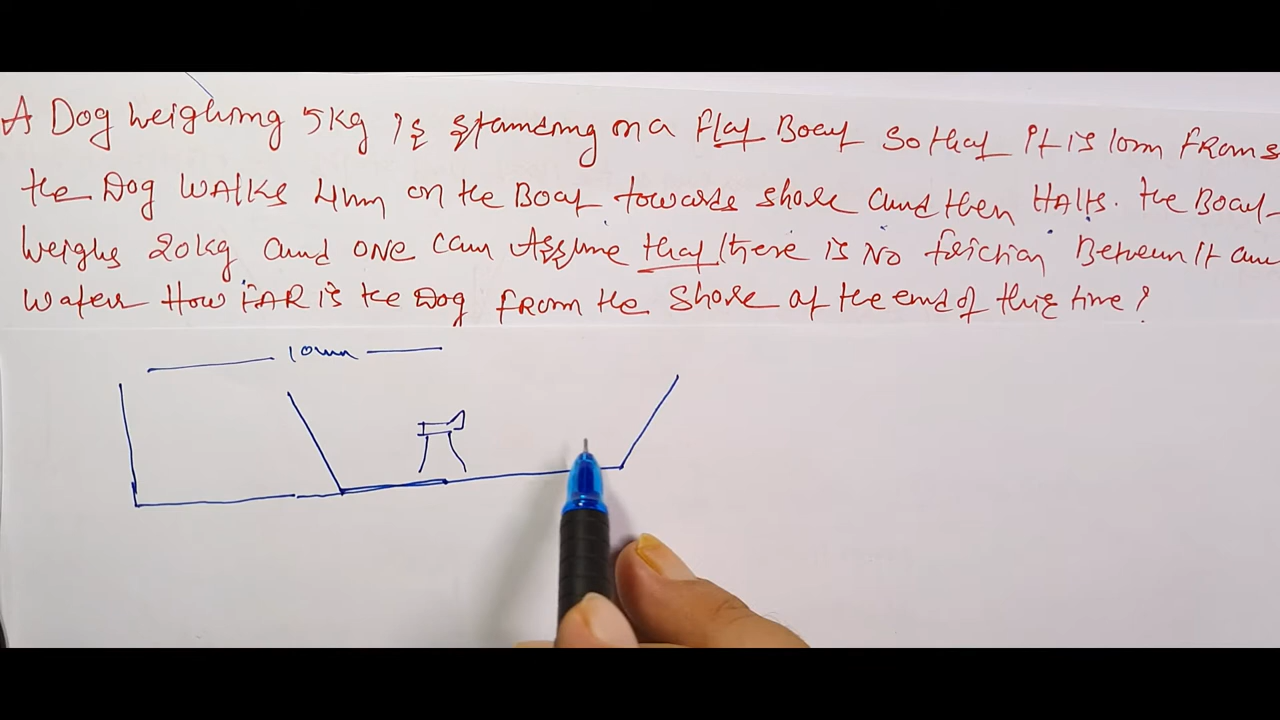 A Dog weighing 5kg is standing on a flat Boat so that it is 10m from s
the Dog walks 4m on the Boat towards shore and then Halts. the Boat
weighs 20kg and one can Assume that there is No friction Between it an
water How FAR is the Dog from the shore at the end of this time?
10m